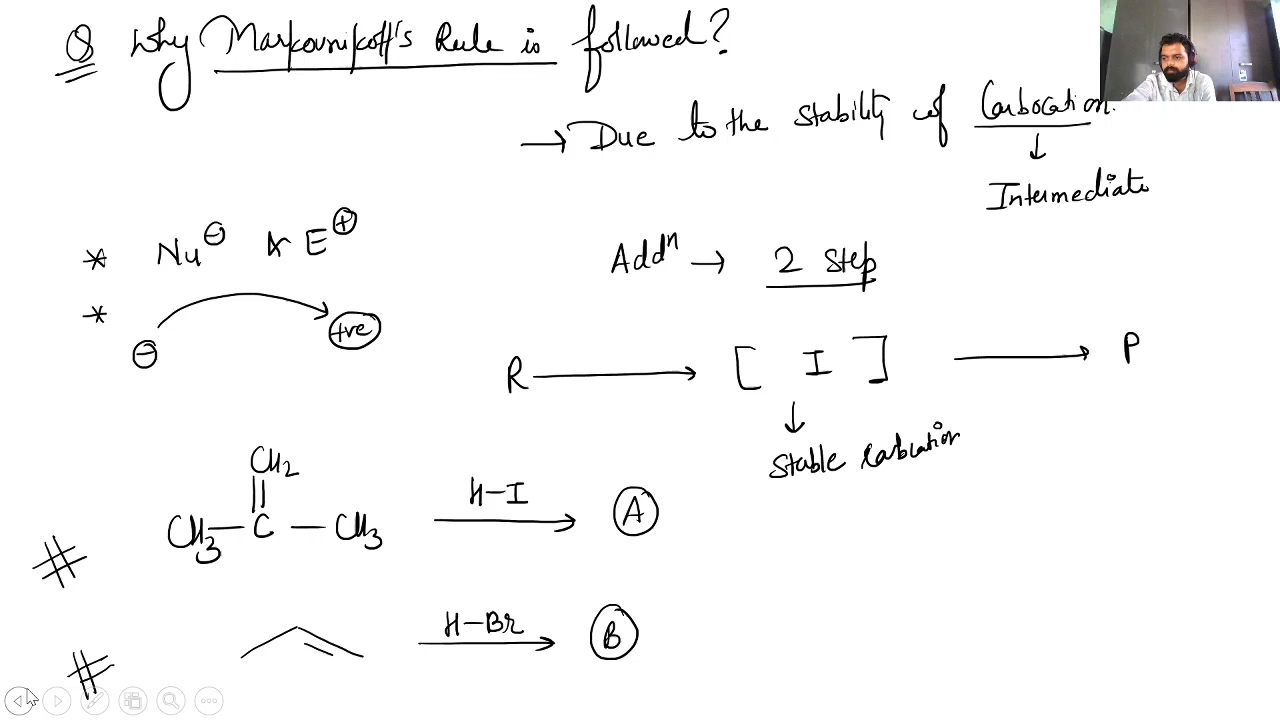 Q Why Markovnikoff's Rule is followed?
→ Due to the stability of Carbocation.
↓
Intermediate
* Nu⊖ & E⊕
Addⁿ → 2 Step
* ⊖ → +ve
R → [ I ] → P
↓
Stable Carbocation
CH₂
||
# CH₃ — C — CH₃ H–I → A
# H–Br → B